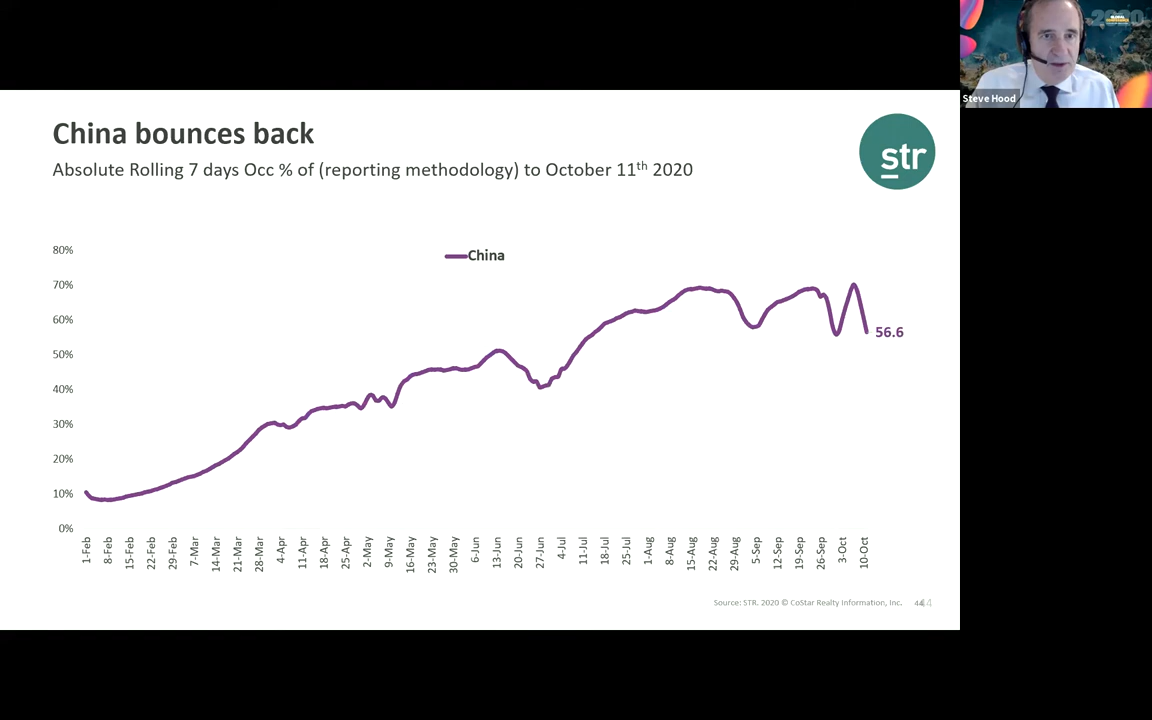 2020
GLOBAL
Steve Hood
China bounces back
Absolute Rolling 7 days Occ % of (reporting methodology) to October 11th 2020
str
China
80%
70%
60%
50%
40%
30%
20%
10%
0%
56.6
1-Feb
8-Feb
15-Feb
22-Feb
29-Feb
7-Mar
14-Mar
21-Mar
28-Mar
4-Apr
11-Apr
18-Apr
25-Apr
2-May
9-May
16-May
23-May
30-May
6-Jun
13-Jun
20-Jun
27-Jun
4-Jul
11-Jul
18-Jul
25-Jul
1-Aug
8-Aug
15-Aug
22-Aug
29-Aug
5-Sep
12-Sep
19-Sep
26-Sep
3-Oct
10-Oct
Source: STR. 2020 © CoStar Realty Information, Inc.
44